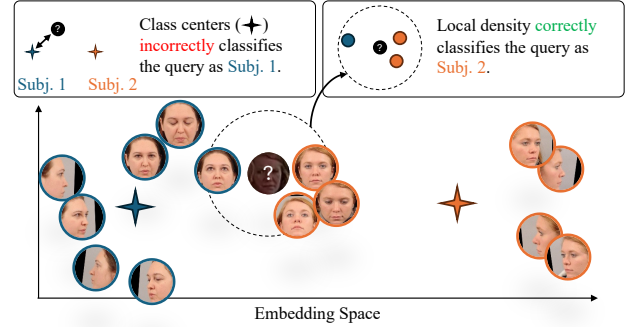 ?
Subj. 1
Subj. 2
Class centers (✦)
incorrectly classifies
the query as Subj. 1.
?
Local density correctly
classifies the query as
Subj. 2.
?
Embedding Space